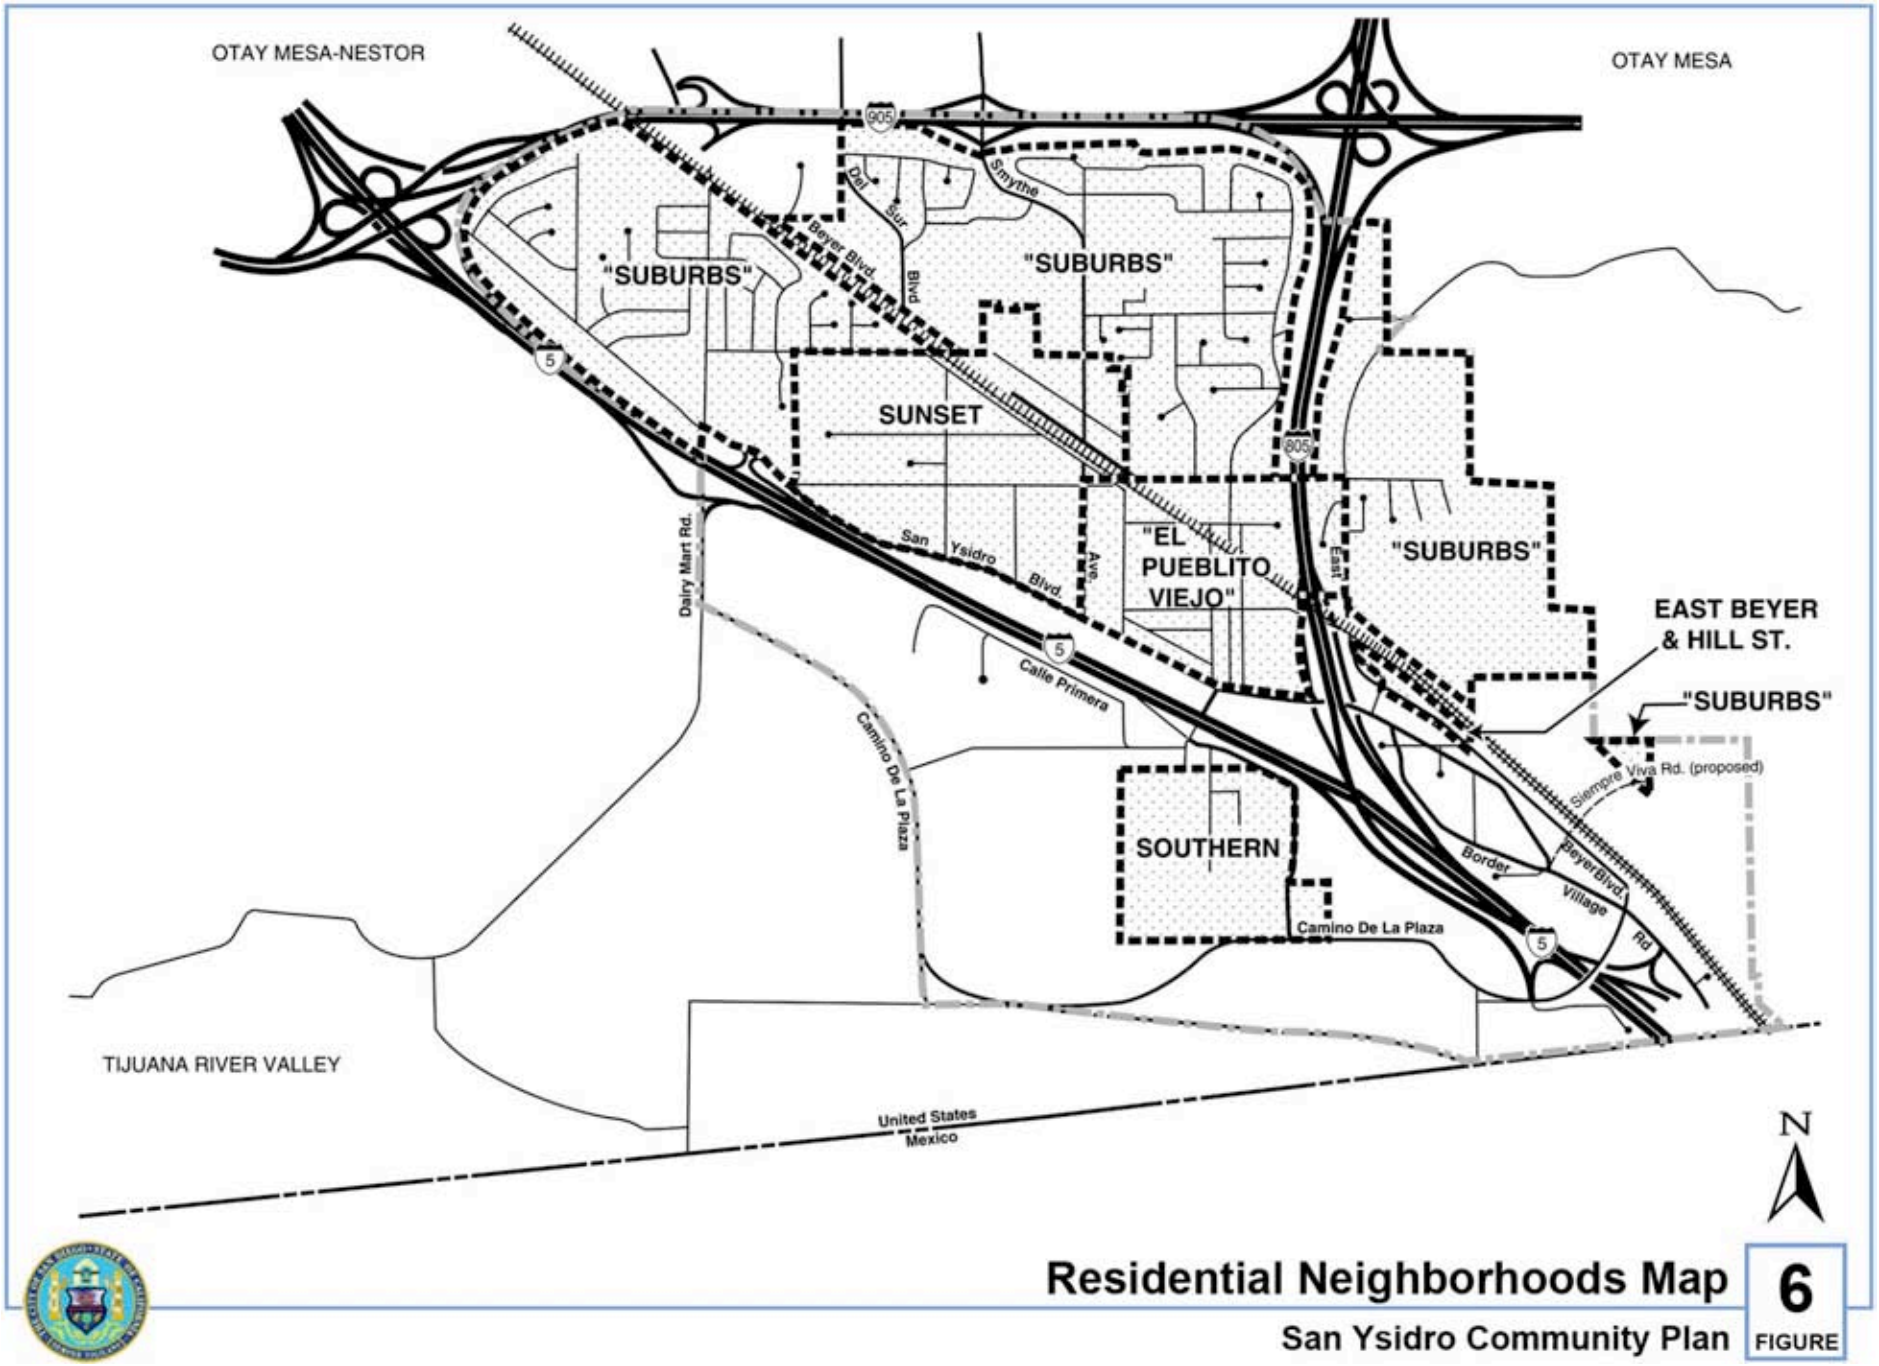 OTAY MESA-NESTOR
OTAY MESA
905
Del
Sur
Blvd
Smythe
Beyer Blvd.
"SUBURBS"
"SUBURBS"
5
SUNSET
805
Dairy Mart Rd.
San Ysidro Blvd.
Ave.
"EL
PUEBLITO
VIEJO"
East
"SUBURBS"
EAST BEYER
& HILL ST.
5
Calle Primera
"SUBURBS"
Camino De La Plaza
Siempre Viva Rd. (proposed)
SOUTHERN
Border
Village
Rd
BeyerBlvd.
Camino De La Plaza
5
TIJUANA RIVER VALLEY
United States
Mexico
N
Residential Neighborhoods Map
San Ysidro Community Plan
6
FIGURE